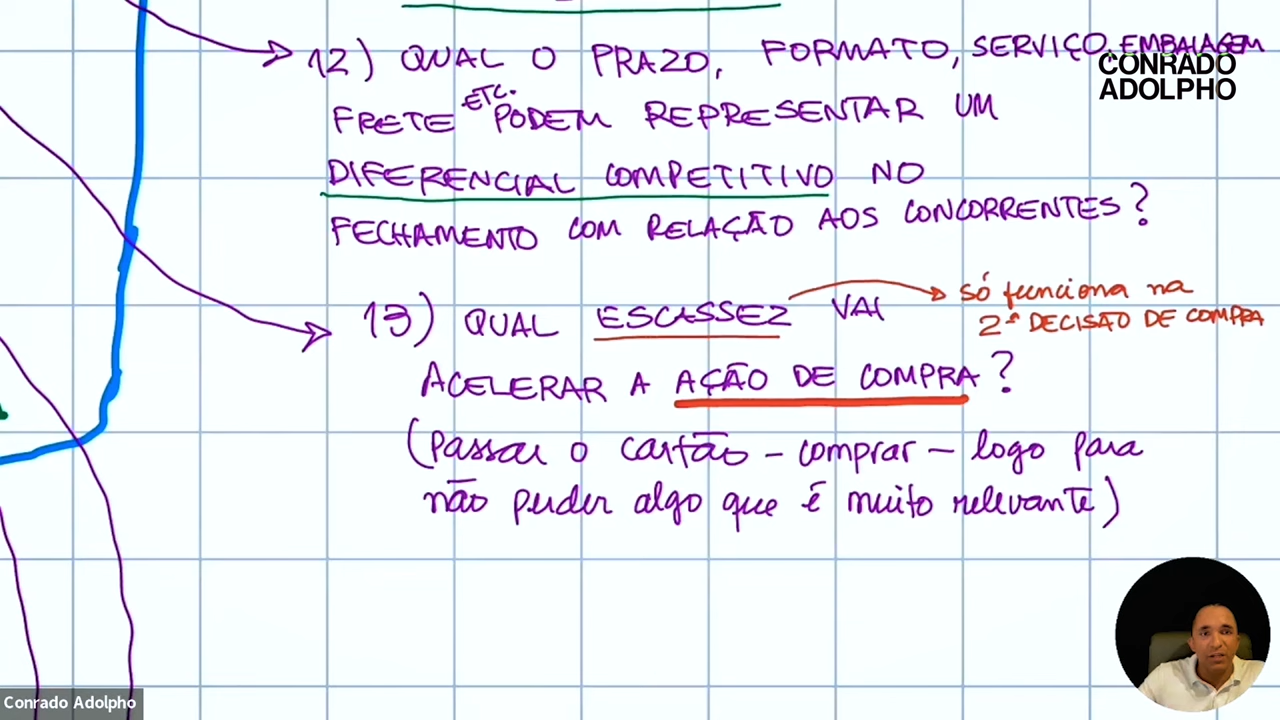 12) QUAL O PRAZO, FORMATO, SERVIÇO, EMBALAGEM
CONRADO
ADOLPHO
FRETE ETC. PODEM REPRESENTAR UM
DIFERENCIAL COMPETITIVO NO
FECHAMENTO COM RELAÇÃO AOS CONCORRENTES?
13) QUAL ESCASSEZ VAI
só funciona na
2ª DECISÃO DE COMPRA
ACELERAR A AÇÃO DE COMPRA?
(passar o cartão - comprar - logo para
não perder algo que é muito relevante)
Conrado Adolpho